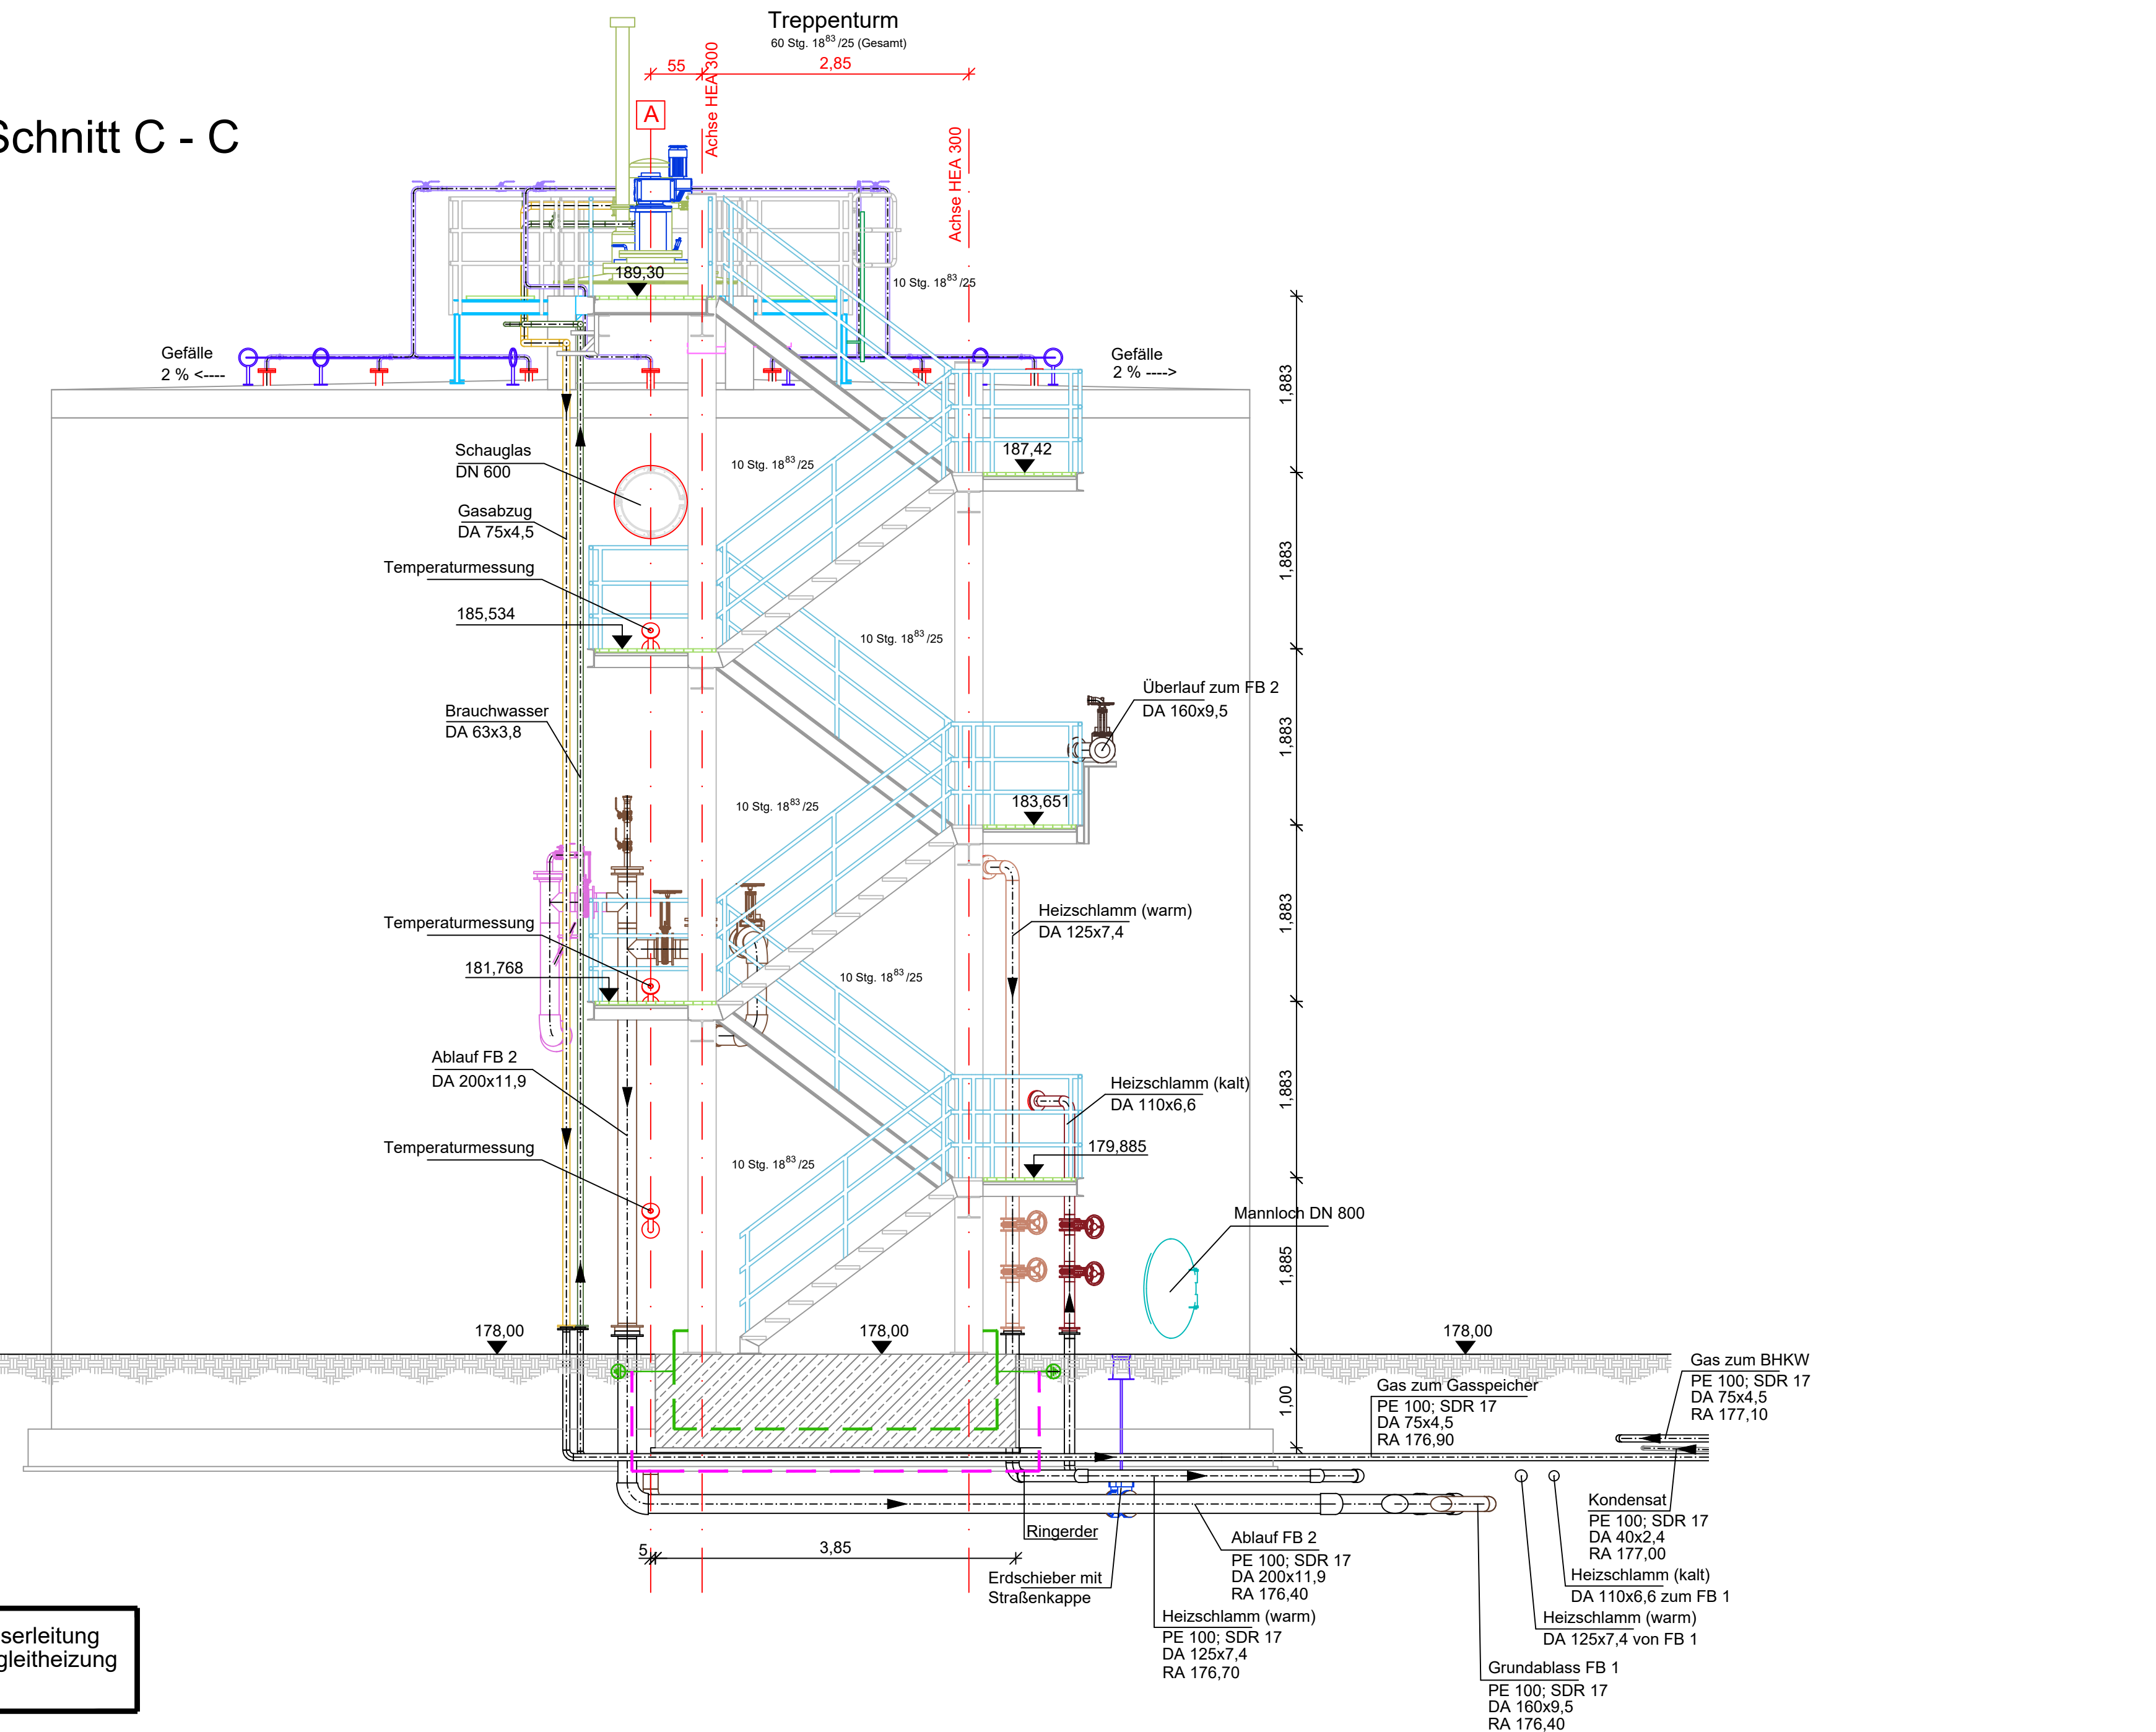 Treppenturm
60 Stg. 18⁸³ /25 (Gesamt)
55
2,85
Achse HEA 300
A
Schnitt C - C
Achse HEA 300
189,30
10 Stg. 18⁸³ /25
Gefälle
2 % <----
Gefälle
2 % ---->
1,883
Schauglas
DN 600
10 Stg. 18⁸³ /25
187,42
Gasabzug
DA 75x4,5
Temperaturmessung
1,883
185,534
10 Stg. 18⁸³ /25
Überlauf zum FB 2
DA 160x9,5
Brauchwasser
DA 63x3,8
1,883
10 Stg. 18⁸³ /25
183,651
Temperaturmessung
Heizschlamm (warm)
DA 125x7,4
1,883
181,768
10 Stg. 18⁸³ /25
Ablauf FB 2
DA 200x11,9
Heizschlamm (kalt)
DA 110x6,6
1,883
Temperaturmessung
10 Stg. 18⁸³ /25
179,885
Mannloch DN 800
1,885
178,00
178,00
178,00
Gas zum BHKW
PE 100; SDR 17
DA 75x4,5
RA 177,10
Gas zum Gasspeicher
PE 100; SDR 17
DA 75x4,5
RA 176,90
1,00
Kondensat
PE 100; SDR 17
DA 40x2,4
RA 177,00
Ringerder
5
3,85
Ablauf FB 2
PE 100; SDR 17
DA 200x11,9
RA 176,40
Erdschieber mit
Straßenkappe
Heizschlamm (kalt)
DA 110x6,6 zum FB 1
Heizschlamm (warm)
PE 100; SDR 17
DA 125x7,4
RA 176,70
Heizschlamm (warm)
DA 125x7,4 von FB 1
Grundablass FB 1
PE 100; SDR 17
DA 160x9,5
RA 176,40
serleitung
gleitheizung